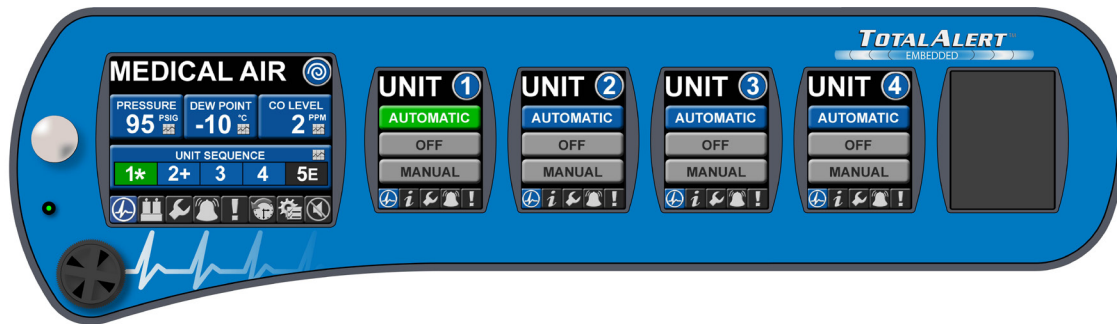 MEDICAL AIR
PRESSURE
95 PSIG
DEW POINT
-10 °C
CO LEVEL
2 PPM
UNIT SEQUENCE
1* 2+ 3 4 5E
UNIT 1
AUTOMATIC
OFF
MANUAL
i !
UNIT 2
AUTOMATIC
OFF
MANUAL
i !
UNIT 3
AUTOMATIC
OFF
MANUAL
i !
UNIT 4
AUTOMATIC
OFF
MANUAL
i !
TOTALALERT™
EMBEDDED